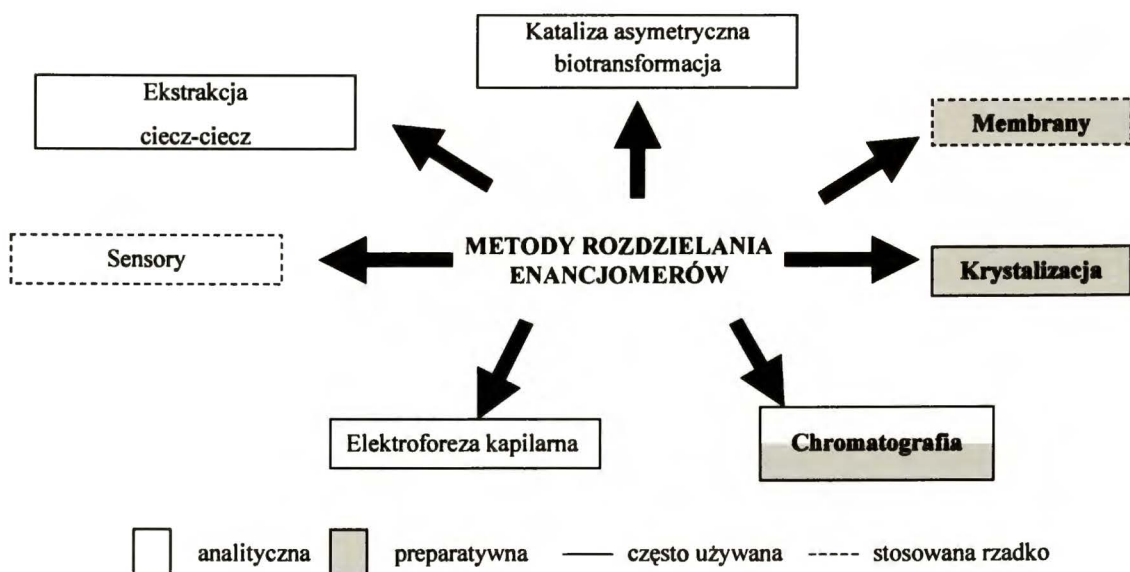 Kataliza asymetryczna
biotransformacja
Ekstrakcja
ciecz-ciecz
Membrany
Sensory
METODY ROZDZIELANIA
ENANCJOMERÓW
Krystalizacja
Elektroforeza kapilarna
Chromatografia
analityczna
preparatywna
często używana
stosowana rzadko